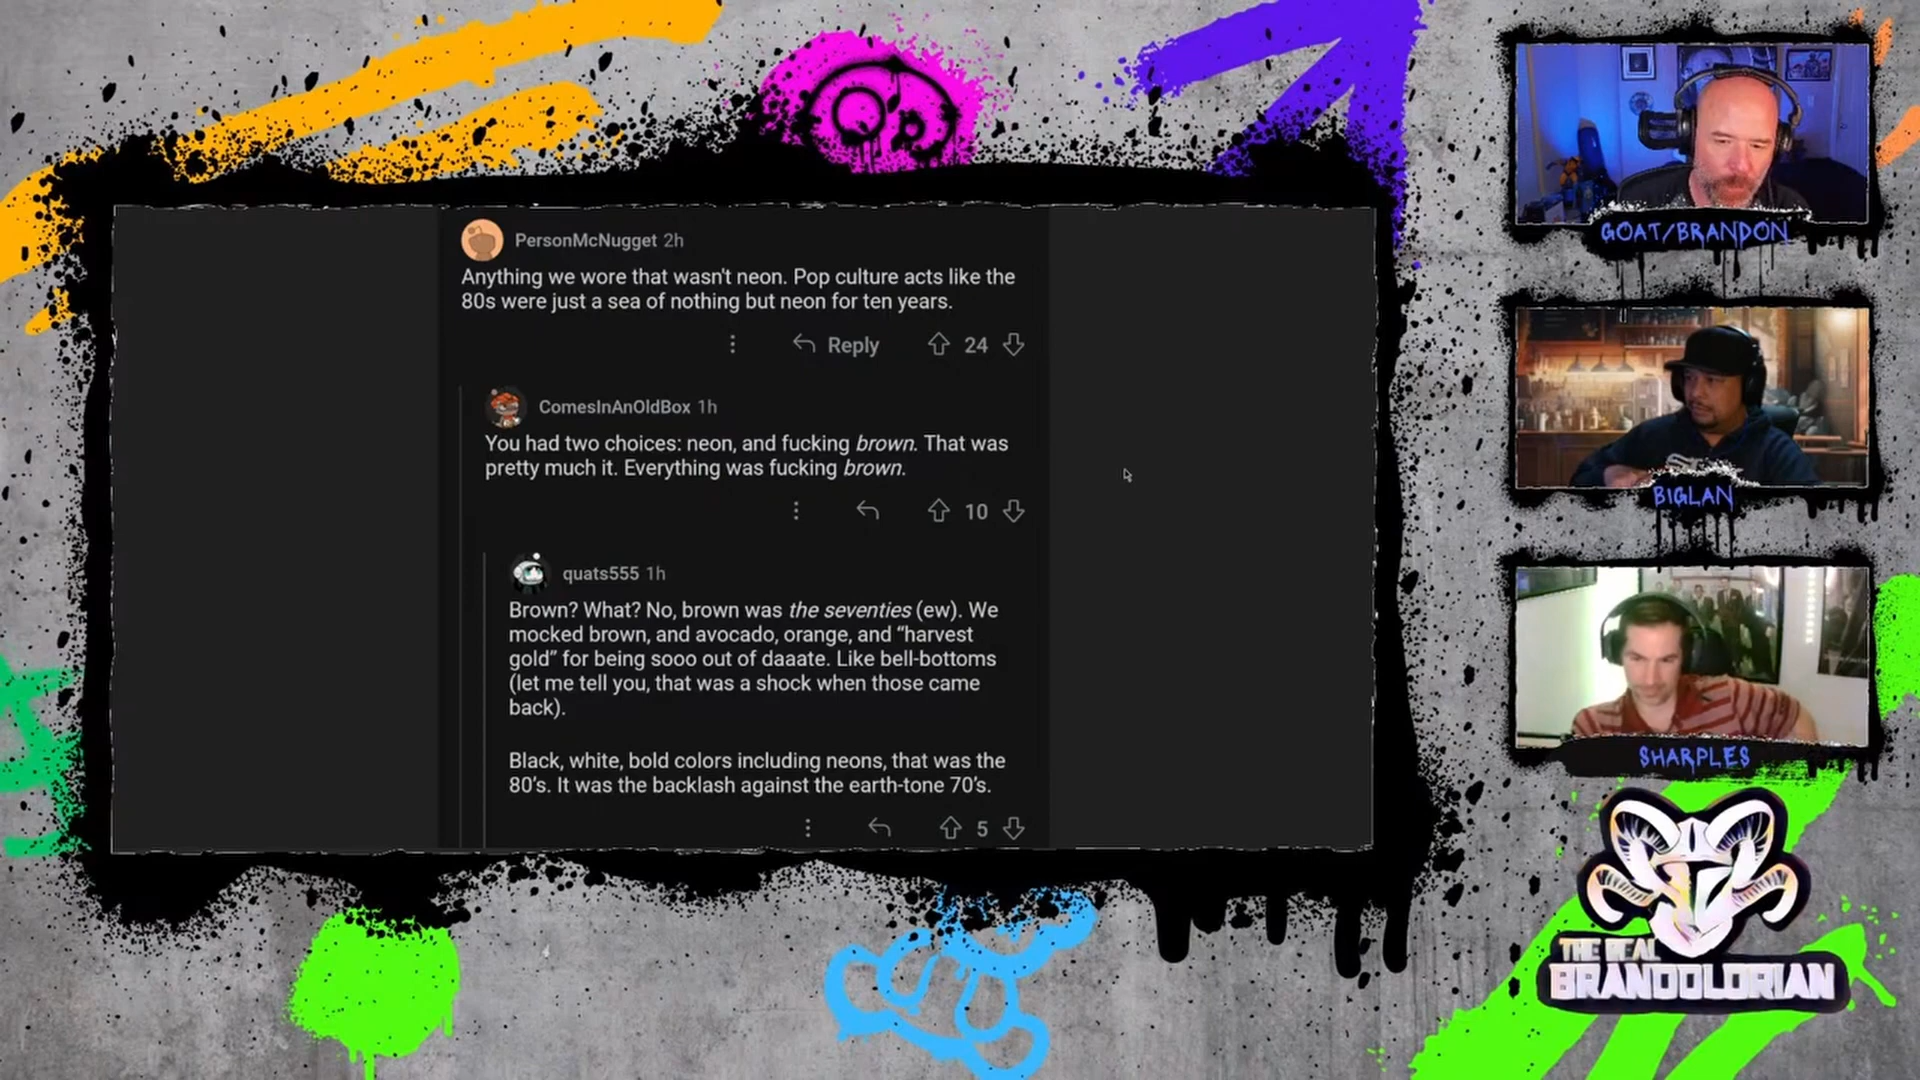 PersonMcNugget 2h
Anything we wore that wasn't neon. Pop culture acts like the
80s were just a sea of nothing but neon for ten years.
Reply
24
ComesInAnOldBox 1h
You had two choices: neon, and fucking brown. That was
pretty much it. Everything was fucking brown.
10
quats555 1h
Brown? What? No, brown was the seventies (ew). We
mocked brown, and avocado, orange, and “harvest
gold” for being sooo out of daaate. Like bell-bottoms
(let me tell you, that was a shock when those came
back).
Black, white, bold colors including neons, that was the
80's. It was the backlash against the earth-tone 70's.
5
GOAT/BRANDON
BIGLAN
SHARPLES
THE REAL
BRANDOLORIAN